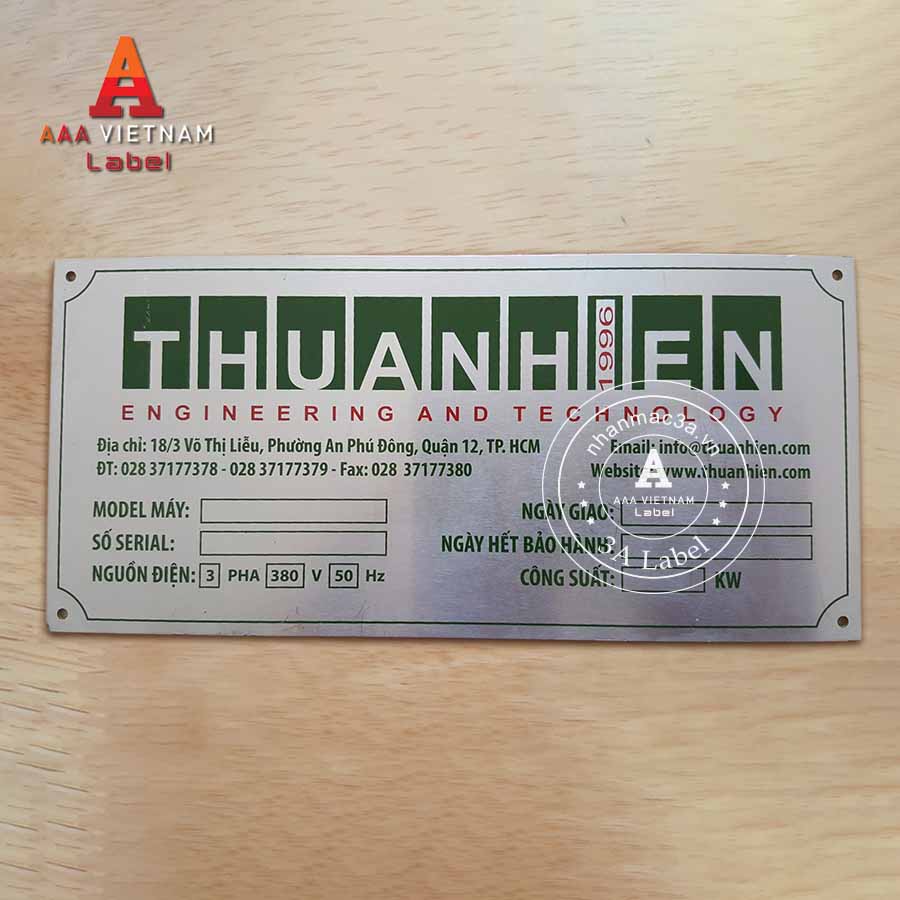 A
AAA VIETNAM
Label
THUANHIEN
1996
ENGINEERING AND TECHNOLOGY
Địa chỉ: 18/3 Võ Thị Liễu, Phường An Phú Đông, Quận 12, TP. HCM
Email: info@thuanhien.com
ĐT: 028 37177378 - 028 37177379 - Fax: 028 37177380
Website: www.thuanhien.com
MODEL MÁY:
NGÀY GIAO:
SỐ SERIAL:
NGÀY HẾT BẢO HÀNH:
NGUỒN ĐIỆN: 3 PHA 380 V 50 Hz
CÔNG SUẤT: KW
nhanmac3a.vn
A
AAA VIETNAM
Label
3A Label